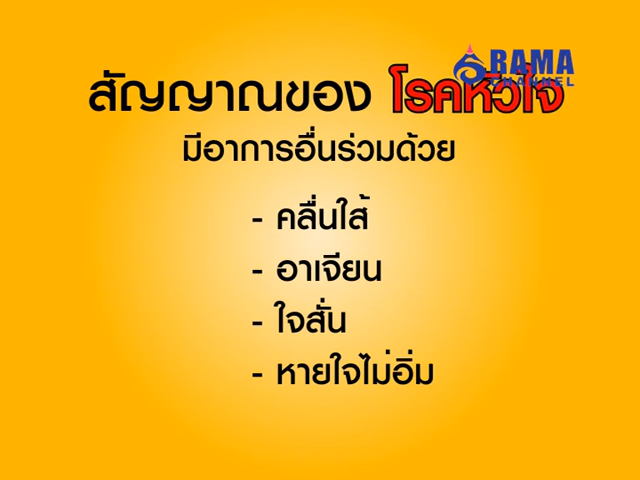 RAMA
CHANNEL
สัญญาณของ โรคหัวใจ
มีอาการอื่นร่วมด้วย
- คลื่นใส้
- อาเจียน
- ใจสั่น
- หายใจไม่อิ่ม